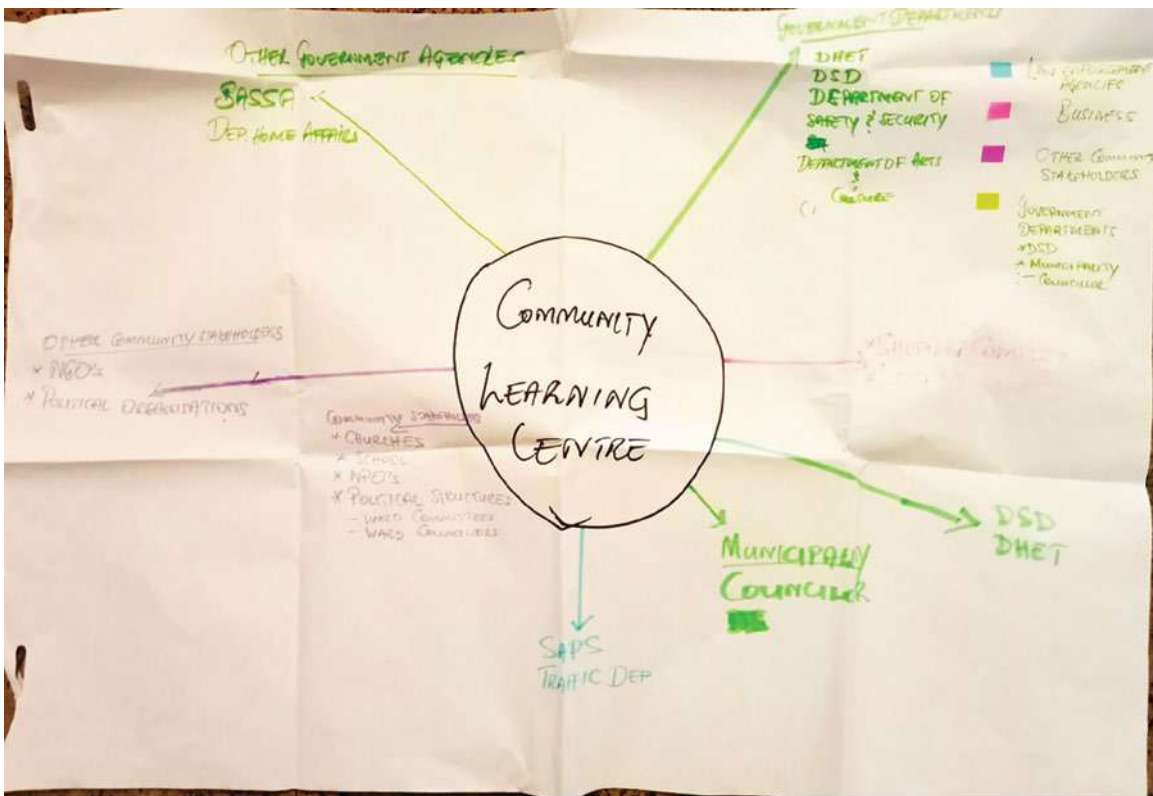 OTHER GOVERNMENT AGENCIES
SASSA
DEP. HOME AFFAIRS
GOVERNMENT DEPARTMENTS
DHET
DSD
DEPARTMENT OF
SAFETY & SECURITY
DEPARTMENT OF ARTS
&
CULTURE
LAW ENFORCEMENT
AGENCIES
BUSINESS
OTHER COMMUNITY
STAKEHOLDERS
GOVERNMENT
DEPARTMENTS
*DSD
* MUNICIPALITY
- COUNCILLOR
COMMUNITY
LEARNING
CENTRE
OTHER COMMUNITY STAKEHOLDERS
* NGO's
* POLITICAL ORGANISATIONS
COMMUNITY STAKEHOLDERS
* CHURCHES
* SCHOOL
* NPO's
* POLITICAL STRUCTURES
- WARD COMMITTEES
- WARD COUNCILLORS
DSD
DHET
MUNICIPALITY
COUNCILLOR
SAPS
TRAFFIC DEP